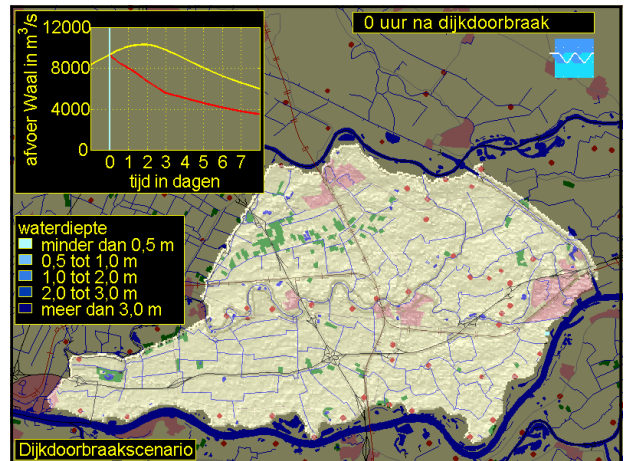 12000
8000
4000
0
afvoer Waal in m³/s
0 1 2 3 4 5 6 7
tijd in dagen
0 uur na dijkdoorbraak
waterdiepte
minder dan 0,5 m
0,5 tot 1,0 m
1,0 tot 2,0 m
2,0 tot 3,0 m
meer dan 3,0 m
Dijkdoorbraakscenario